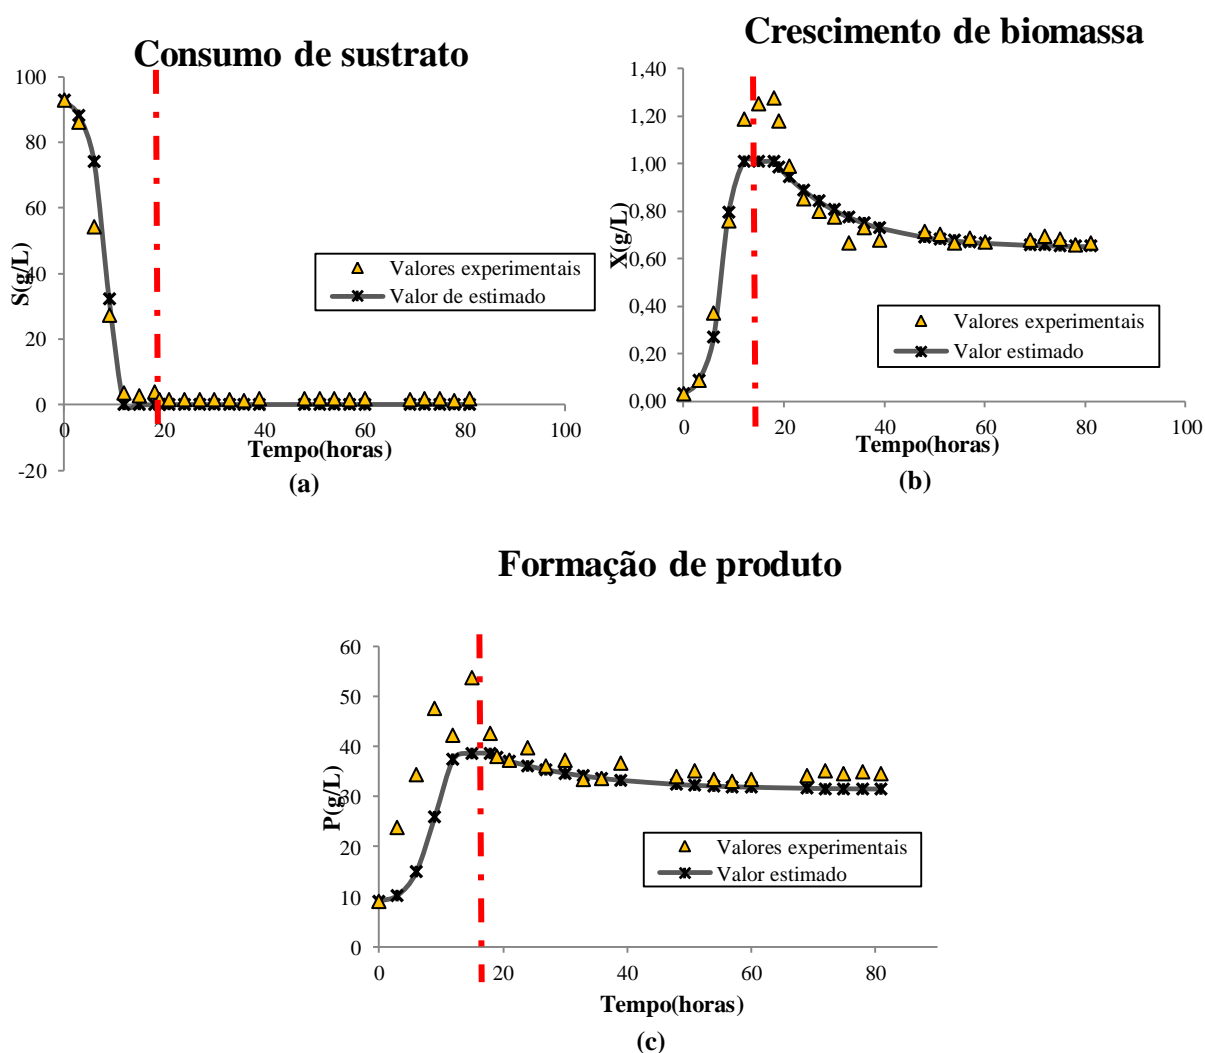 Consumo de sustrato
100
80
60
40
20
0
-20
0
20
40
60
80
100
S(g/L)
Tempo(horas)
Valores experimentais
Valor de estimado
(a)
Crescimento de biomassa
1,40
1,20
1,00
0,80
0,60
0,40
0,20
0,00
0
20
40
60
80
100
X(g/L)
Tempo(horas)
Valores experimentais
Valor estimado
(b)
Formação de produto
60
50
40
30
20
10
0
0
20
40
60
80
P(g/L)
Tempo(horas)
Valores experimentais
Valor estimado
(c)